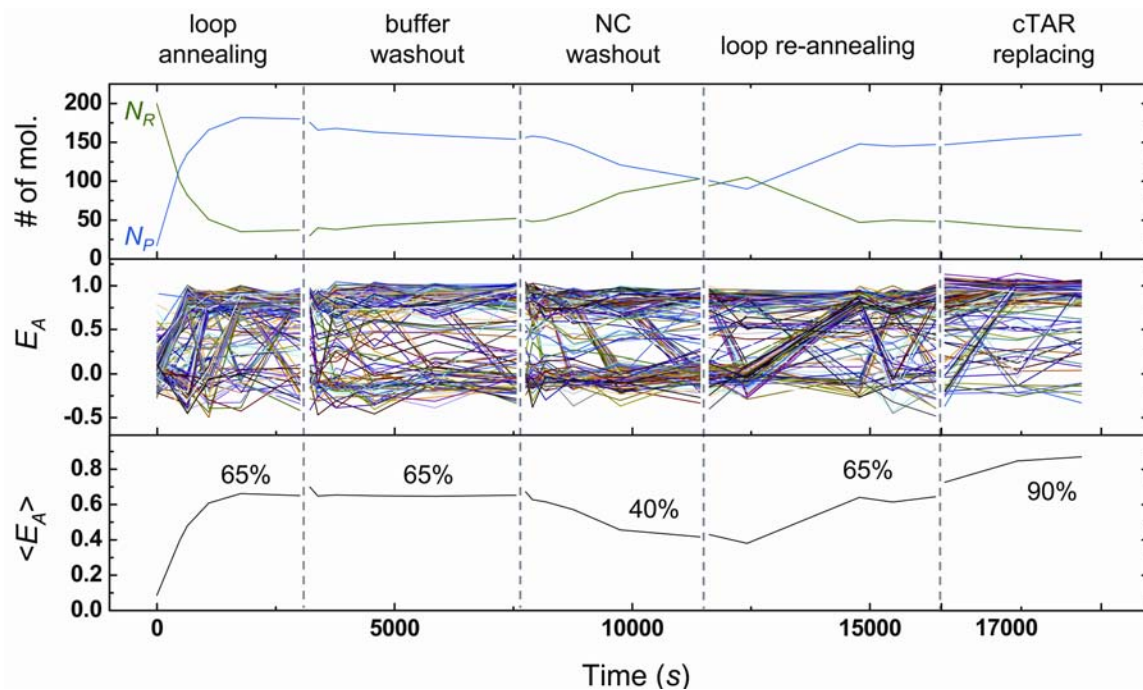 loop
annealing
buffer
washout
NC
washout
loop re-annealing
cTAR
replacing
# of mol.
200
150
100
50
0
N_R
N_P
E_A
1.0
0.5
0.0
-0.5
<E_A>
0.8
0.6
0.4
0.2
0.0
65%
65%
40%
65%
90%
0
5000
10000
15000
17000
Time (s)